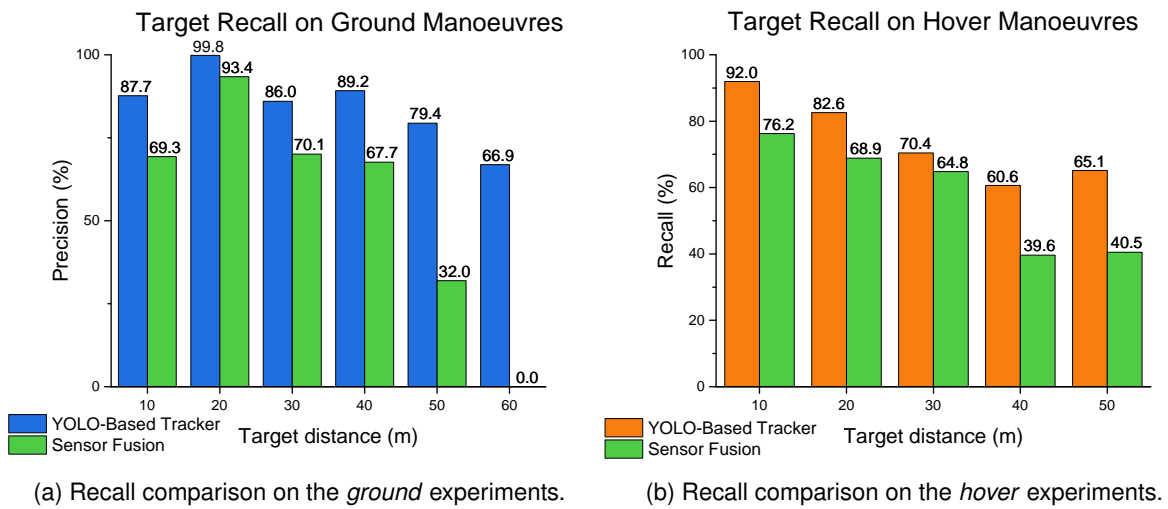 Target Recall on Ground Manoeuvres
Precision (%)
100
50
0
87.7
69.3
99.8
93.4
86.0
70.1
89.2
67.7
79.4
32.0
66.9
0.0
10 20 30 40 50 60
Target distance (m)
YOLO-Based Tracker
Sensor Fusion
(a) Recall comparison on the ground experiments.
Target Recall on Hover Manoeuvres
Recall (%)
100
80
60
40
20
0
92.0
76.2
82.6
68.9
70.4
64.8
60.6
39.6
65.1
40.5
10 20 30 40 50
Target distance (m)
YOLO-Based Tracker
Sensor Fusion
(b) Recall comparison on the hover experiments.